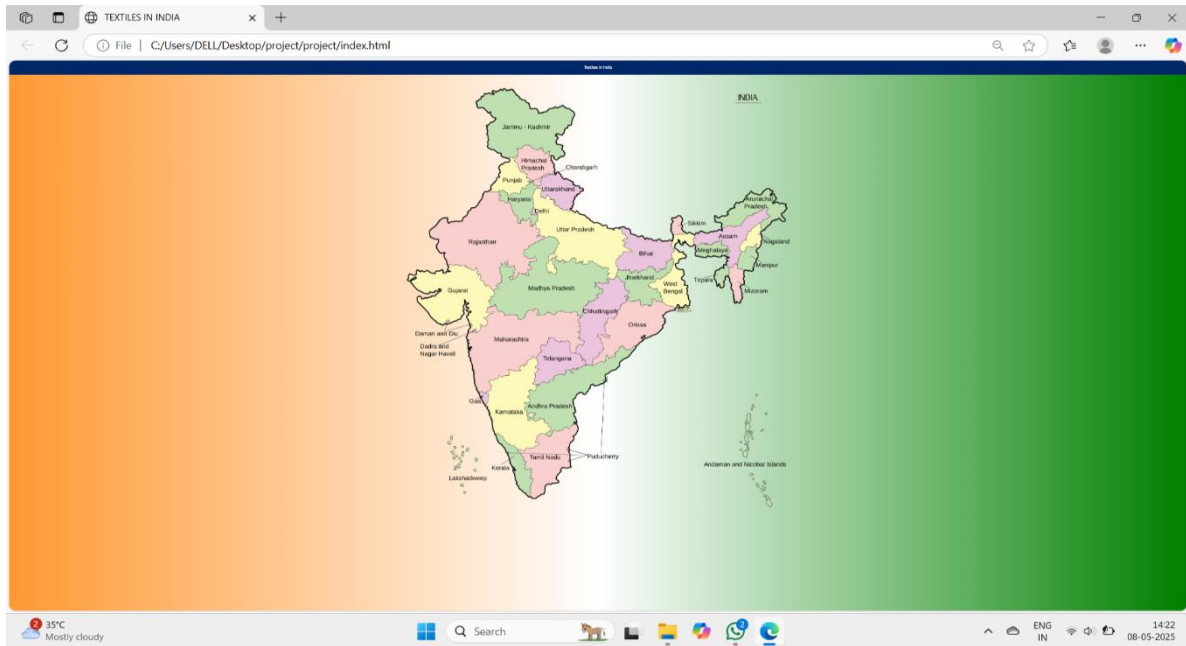 TEXTILES IN INDIA
File | C:/Users/DELL/Desktop/project/project/index.html
Textiles in India
INDIA
Jammu - Kashmir
Himachal
Pradesh
Chandigarh
Punjab
Uttarakhand
Haryana
Delhi
Arunachal
Pradesh
Sikkim
Uttar Pradesh
Assam
Nagaland
Rajasthan
Bihar
Meghalaya
Manipur
Jharkhand
Tripura
West
Bengal
Mizoram
Gujarat
Madhya Pradesh
Chhattisgarh
Orissa
Daman and Diu
Maharashtra
Dadra and
Nagar Haveli
Telangana
Goa
Karnataka
Andhra Pradesh
Tamil Nadu
Puducherry
Kerala
Lakshadweep
Andaman and Nicobar Islands
2
35°C
Mostly cloudy
Search
2
ENG
IN
14:22
08-05-2025